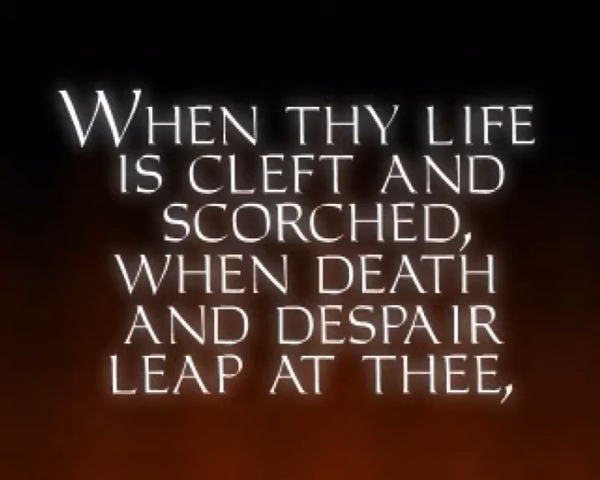 WHEN THY LIFE
IS CLEFT AND
SCORCHED,
WHEN DEATH
AND DESPAIR
LEAP AT THEE,